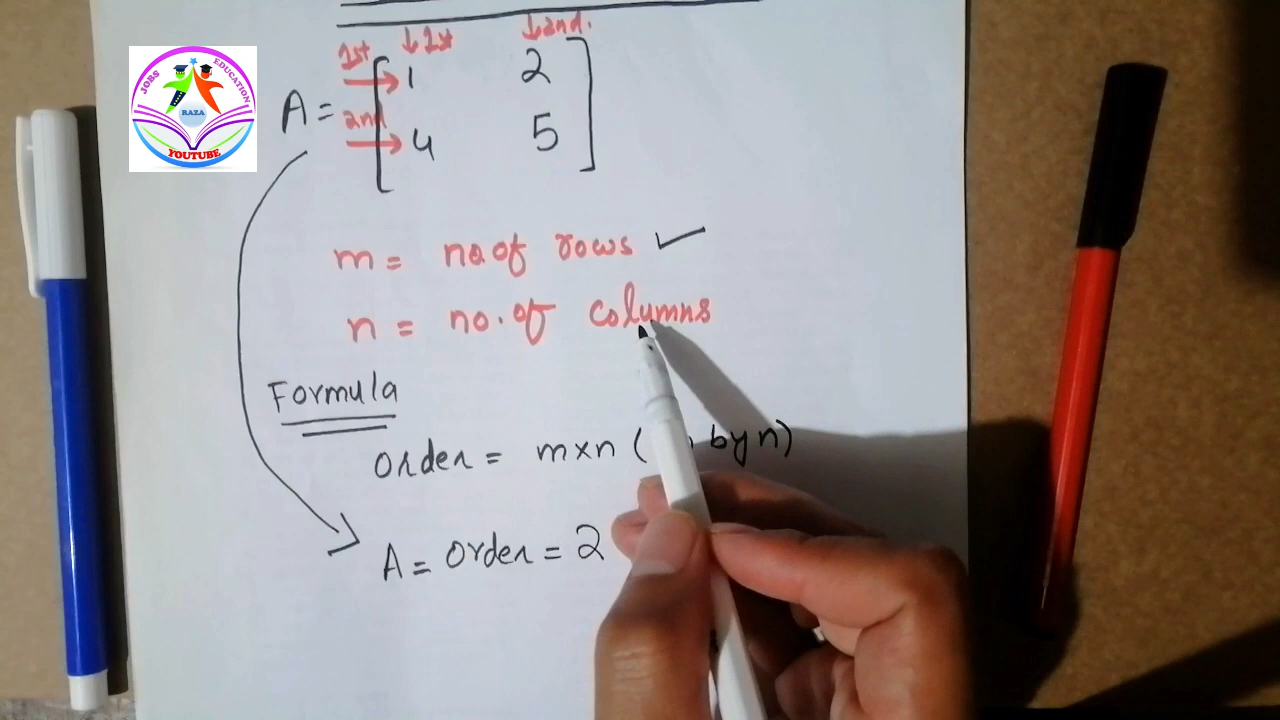 1st ↓1st ↓2nd.
A = [ 1 2
2nd
4 5 ]
m = no.of rows ✓
n = no.of columns
Formula
order = m×n ( by n)
A = order = 2
JOBS EDUCATION
RAZA
YOUTUBE